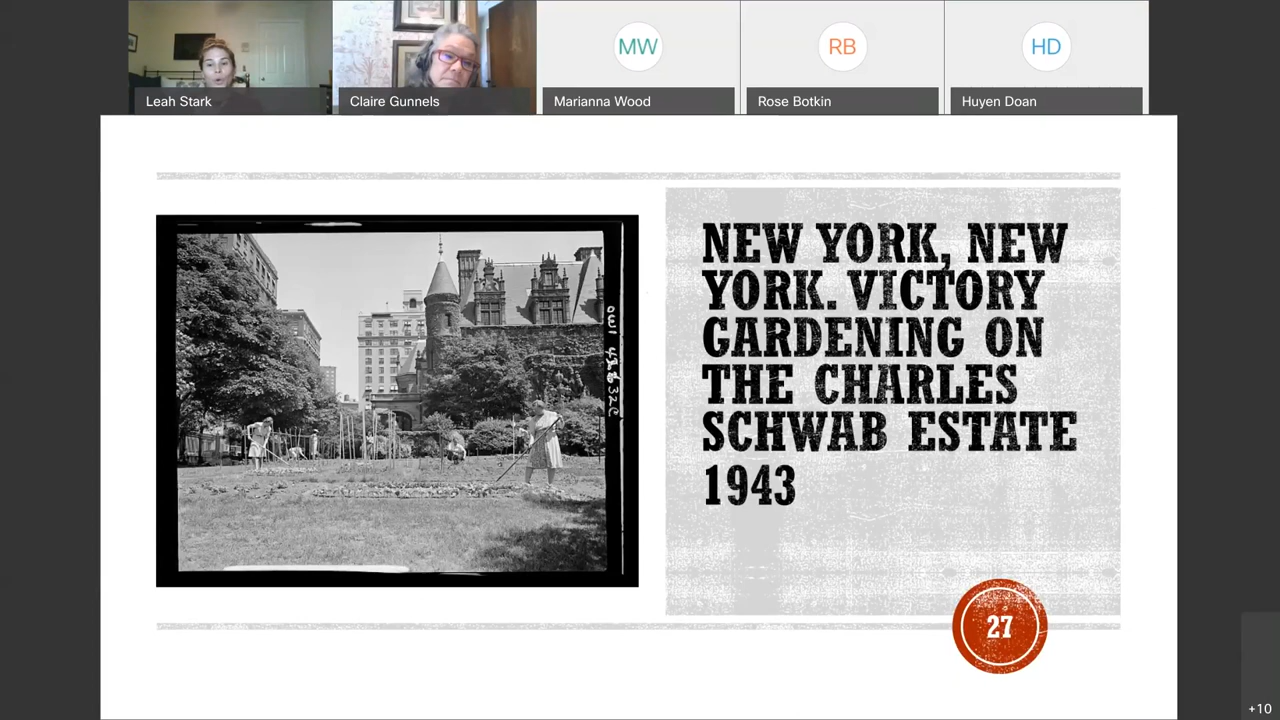 MW
RB
HD
Leah Stark
Claire Gunnels
Marianna Wood
Rose Botkin
Huyen Doan
NEW YORK, NEW
YORK. VICTORY
GARDENING ON
THE CHARLES
SCHWAB ESTATE
1943
27
+10